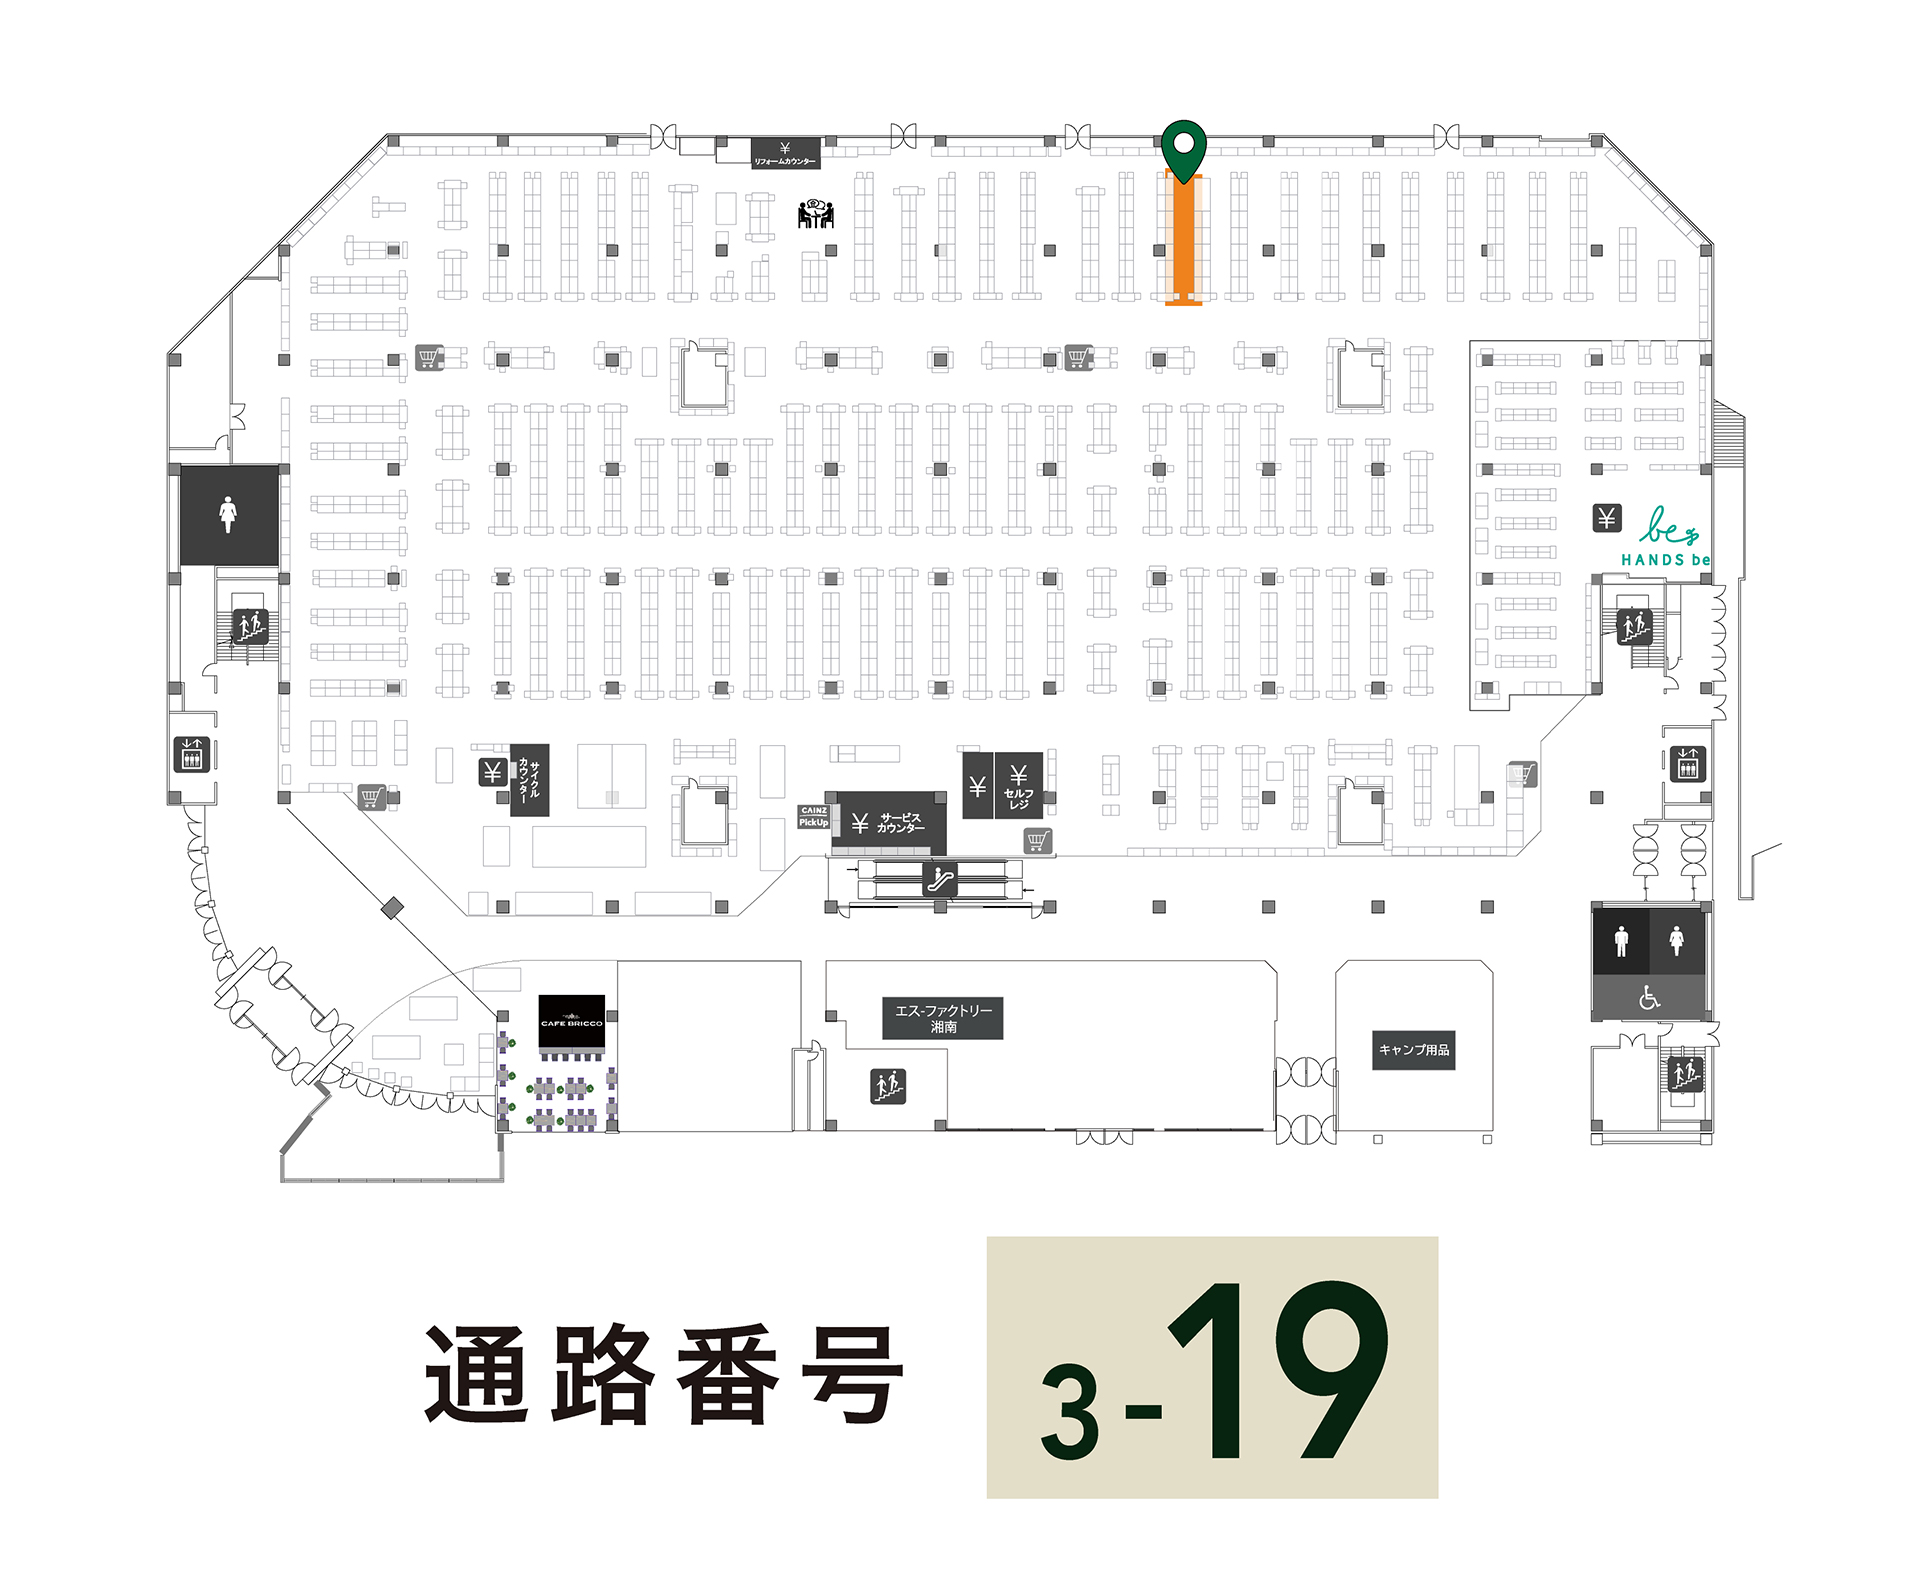 ¥
リフォームカウンター
¥
be
HANDS be
¥
サイクル
カウンター
¥
¥
セルフ
レジ
CAINZ
PickUp
¥
サービス
カウンター
CAFE BRICCO
エス-ファクトリー
湘南
キャンプ用品
通路番号
3-19